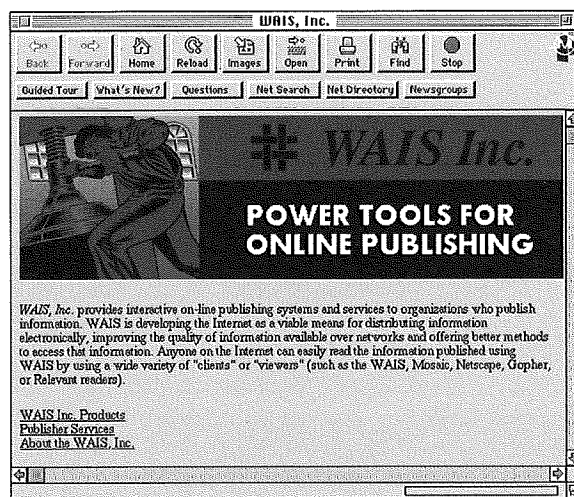 WAIS, Inc.
Back Forward Home Reload Images Open Print Find Stop
Guided Tour What's New? Questions Net Search Net Directory Newsgroups
WAIS Inc.
POWER TOOLS FOR
ONLINE PUBLISHING
WAIS, Inc. provides interactive on-line publishing systems and services to organizations who publish
information. WAIS is developing the Internet as a viable means for distributing information
electronically, improving the quality of information available over networks and offering better methods
to access that information. Anyone on the Internet can easily read the information published using
WAIS by using a wide variety of "clients" or "viewers" (such as the WAIS, Mosaic, Netscape, Gopher,
or Relevant readers).
WAIS Inc. Products
Publisher Services
About the WAIS, Inc.